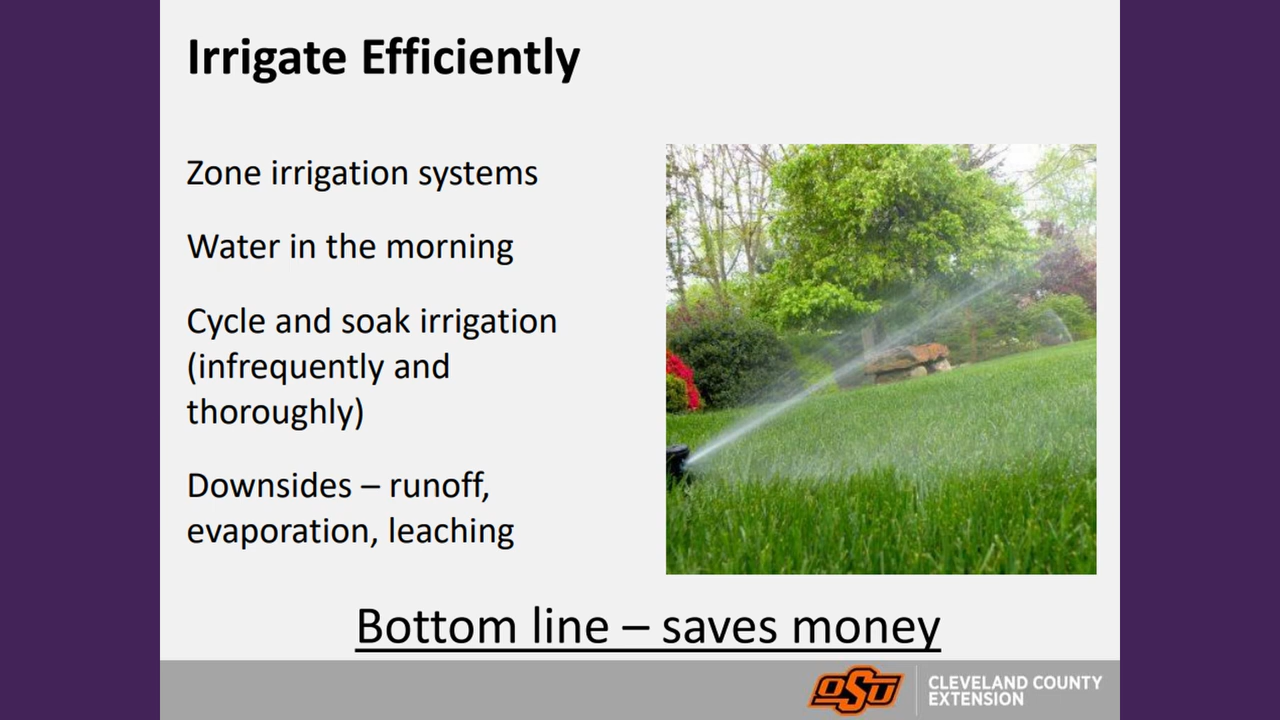 Irrigate Efficiently
Zone irrigation systems
Water in the morning
Cycle and soak irrigation
(infrequently and
thoroughly)
Downsides – runoff,
evaporation, leaching
Bottom line – saves money
OSU
CLEVELAND COUNTY
EXTENSION